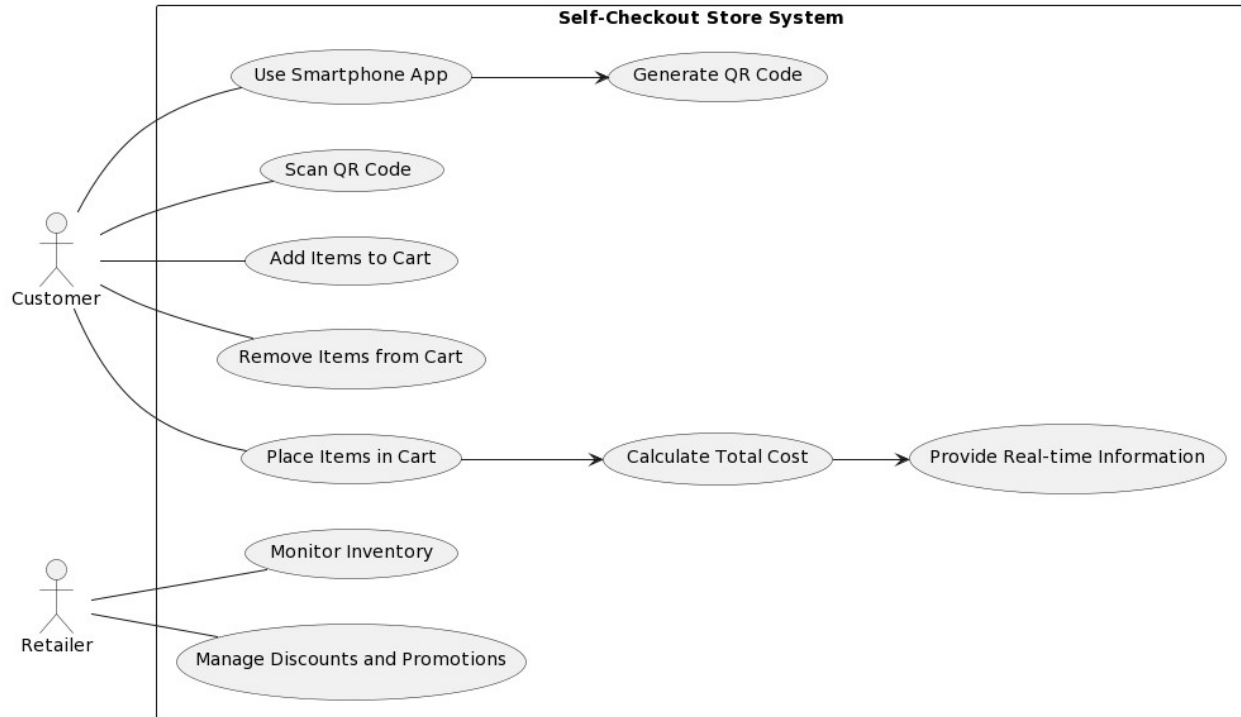 Self-Checkout Store System
Use Smartphone App
Generate QR Code
Scan QR Code
Add Items to Cart
Customer
Remove Items from Cart
Place Items in Cart
Calculate Total Cost
Provide Real-time Information
Monitor Inventory
Retailer
Manage Discounts and Promotions